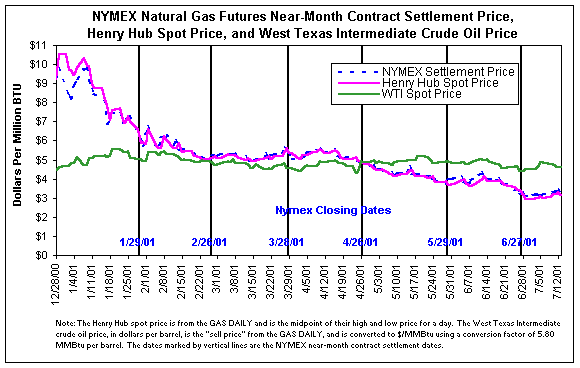 NYMEX Natural Gas Futures Near-Month Contract Settlement Price,
Henry Hub Spot Price, and West Texas Intermediate Crude Oil Price
$11
$10
$9
$8
$7
$6
$5
$4
$3
$2
$1
$0
Dollars Per Million BTU
NYMEX Settlement Price
Henry Hub Spot Price
WTI Spot Price
Nymex Closing Dates
1/29/01 2/26/01 3/28/01 4/26/01 5/29/01 6/27/01
12/28/00 1/4/01 1/11/01 1/18/01 1/25/01 2/1/01 2/8/01 2/15/01 2/22/01 3/1/01 3/8/01 3/15/01 3/22/01 3/29/01 4/5/01 4/12/01 4/19/01 4/26/01 5/3/01 5/10/01 5/17/01 5/24/01 5/31/01 6/7/01 6/14/01 6/21/01 6/28/01 7/5/01 7/12/01
Note: The Henry Hub spot price is from the GAS DAILY and is the midpoint of their high and low price for a day. The West Texas Intermediate
crude oil price, in dollars per barrel, is the "sell price" from the GAS DAILY, and is converted to $/MMBtu using a conversion factor of 5.80
MMBtu per barrel. The dates marked by vertical lines are the NYMEX near-month contract settlement dates.